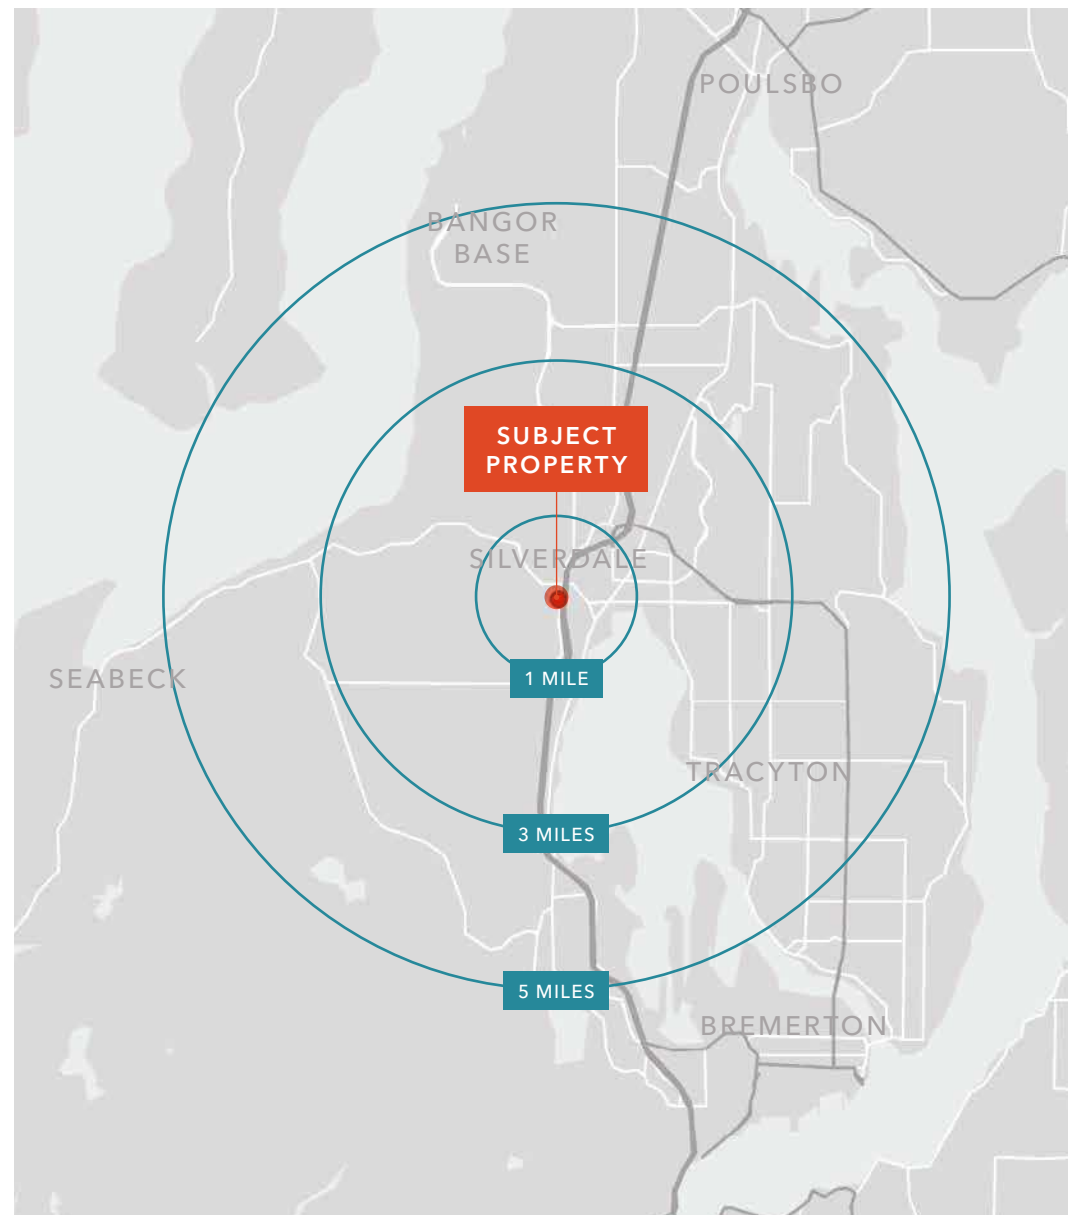 POULSBO
BANGOR
BASE
SUBJECT
PROPERTY
SILVERDALE
1 MILE
SEABECK
TRACYTON
3 MILES
5 MILES
BREMERTON